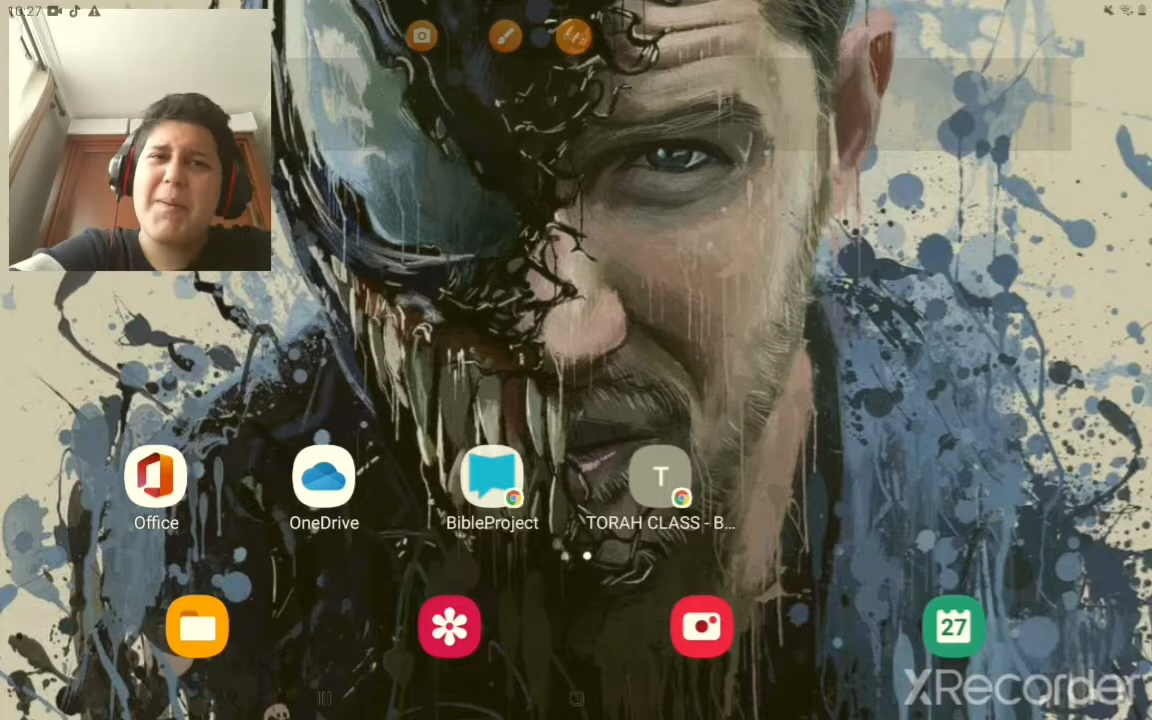 10:27
Office
OneDrive
BibleProject
T
TORAH CLASS - B...
27
XRecorder